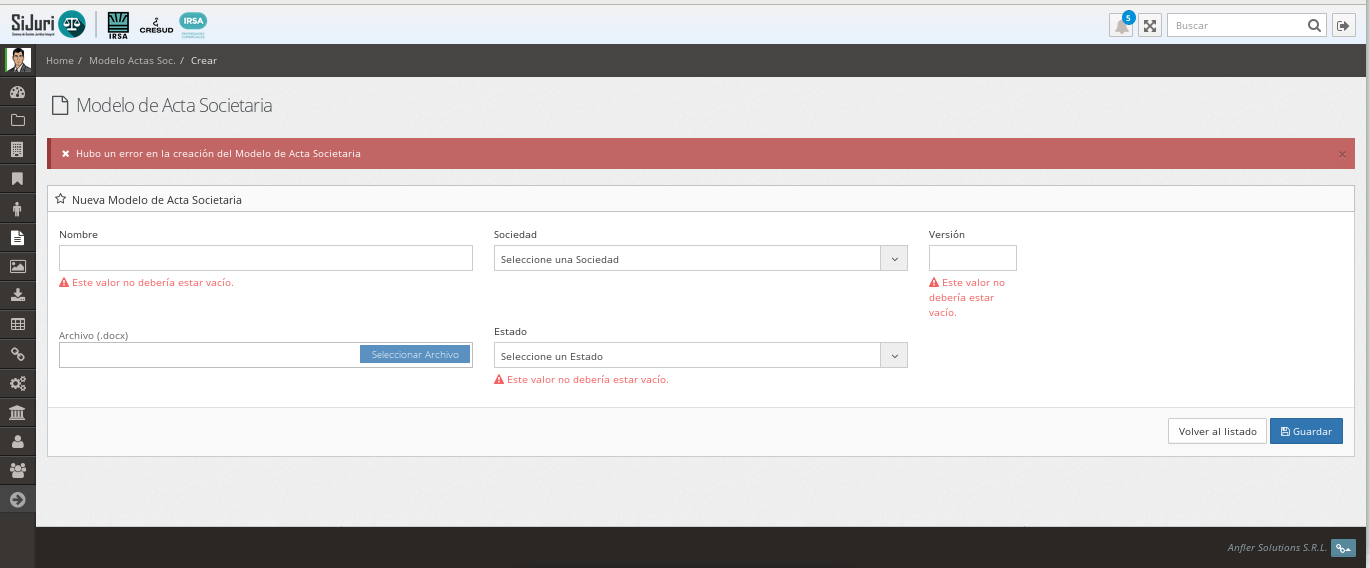 SiJuri
IRSA
CRESUD
IRSA
5
Buscar
Home / Modelo Actas Soc. / Crear
Modelo de Acta Societaria
Hubo un error en la creación del Modelo de Acta Societaria
×
Nueva Modelo de Acta Societaria
Nombre
Sociedad
Versión
Seleccione una Sociedad
Este valor no debería estar vacío.
Este valor no
debería estar
vacío.
Archivo (.docx)
Estado
Seleccionar Archivo
Seleccione un Estado
Este valor no debería estar vacío.
Volver al listado
Guardar
Anfler Solutions S.R.L.